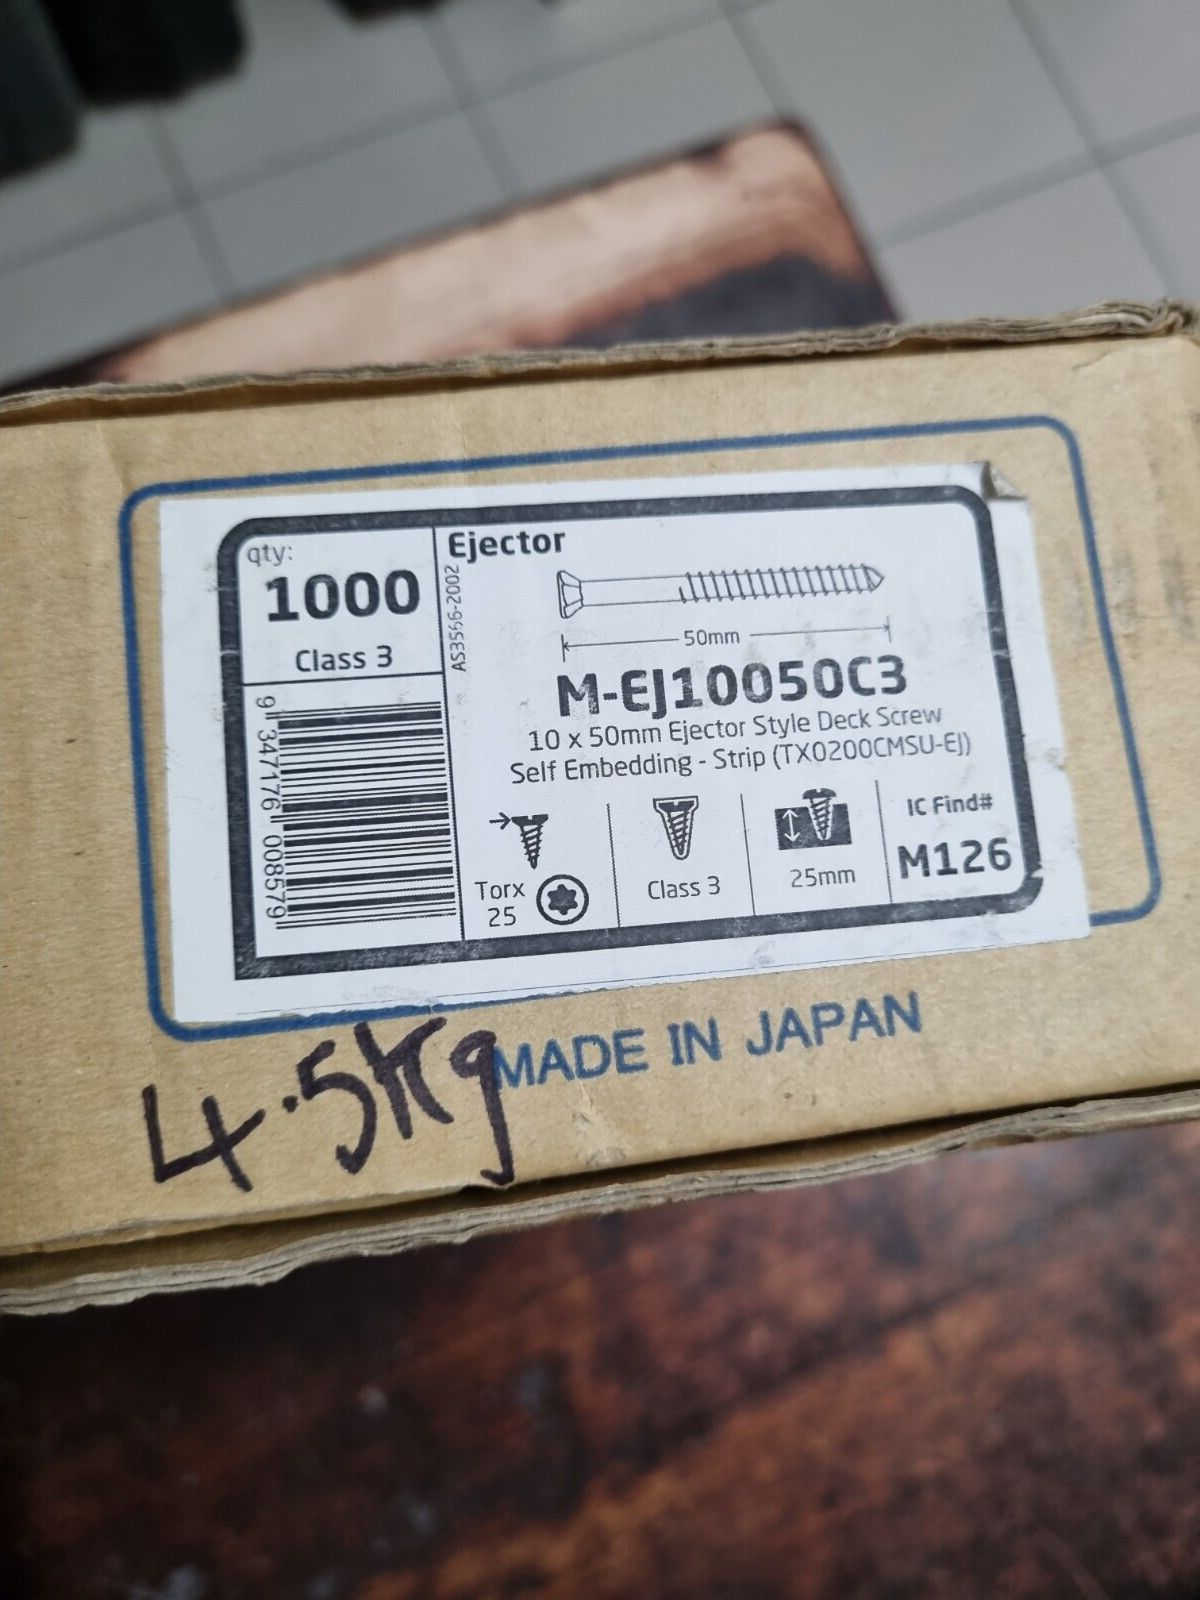 qty:
1000
Class 3
9 347176 008579
Ejector
AS3566-2002
50mm
M-EJ10050C3
10 x 50mm Ejector Style Deck Screw
Self Embedding - Strip (TX0200CMSU-EJ)
Torx
25
Class 3
25mm
IC Find#
M126
MADE IN JAPAN
4.5Kg